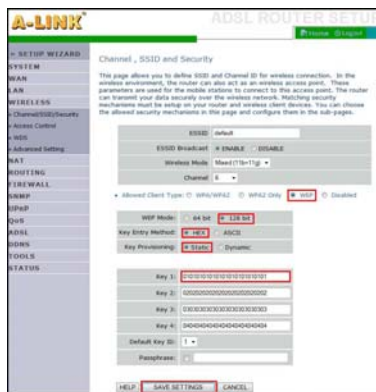 A-LINK
ADSL ROUTER SETUP
Home Logout
SETUP WIZARD
SYSTEM
WAN
LAN
WIRELESS
Channel/SSID/Security
Access Control
WDS
Advanced Setting
NAT
ROUTING
FIREWALL
SNMP
UPnP
QoS
ADSL
DDNS
TOOLS
STATUS
Channel , SSID and Security
This page allows you to define SSID and Channel ID for wireless connection. In the
wireless environment, the router can also act as an wireless access point. These
parameters are used for the mobile stations to connect to this access point. The router
can transmit your data securely over the wireless network. Matching security
mechanisms must be setup on your router and wireless client devices. You can choose
the allowed security mechanisms in this page and configure them in the sub-pages.
ESSID default
ESSID Broadcast ENABLE DISABLE
Wireless Mode Mixed (11b+11g)
Channel 6
Allowed Client Type: WPA/WPA2 WPA2 Only WEP Disabled
WEP Mode: 64 bit 128 bit
Key Entry Method: HEX ASCII
Key Provisioning: Static Dynamic
Key 1: 01010101010101010101010101
Key 2: 02020202020202020202020202
Key 3: 03030303030303030303030303
Key 4: 04040404040404040404040404
Default Key ID: 1
Passphrase:
HELP SAVE SETTINGS CANCEL